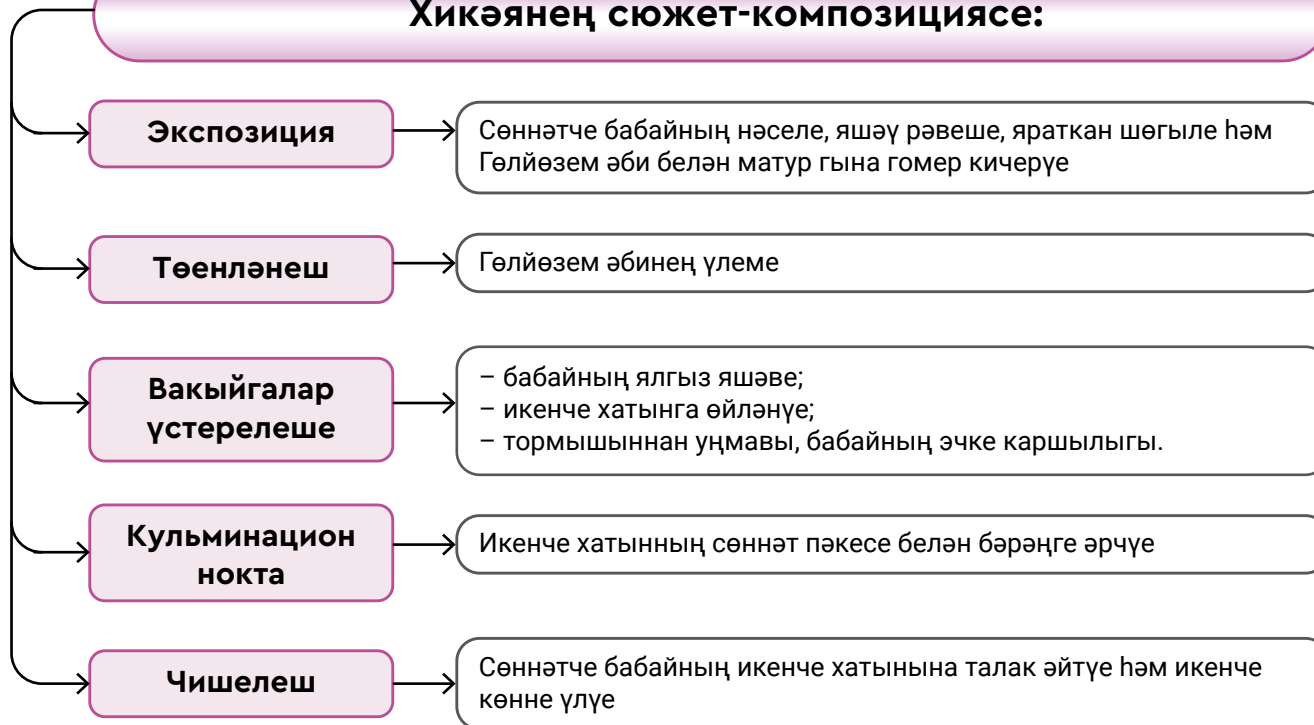 Хикәянең сюжет-композициясе:
Экспозиция
Сөннәтче бабайның нәселе, яшәү рәвеше, яраткан шөгыле һәм
Гөлйөзем әби белән матур гына гомер кичерүе
Төенләнеш
Гөлйөзем әбинең үлеме
Вакыйгалар
үстерелеше
– бабайның ялгыз яшәве;
– икенче хатынга өйләнүе;
– тормышыннан уңмавы, бабайның эчке каршылыгы.
Кульминацион
нокта
Икенче хатынның сөннәт пәкесе белән бәрәңге әрчүе
Чишелеш
Сөннәтче бабайның икенче хатынына талак әйтүе һәм икенче
көнне үлүе